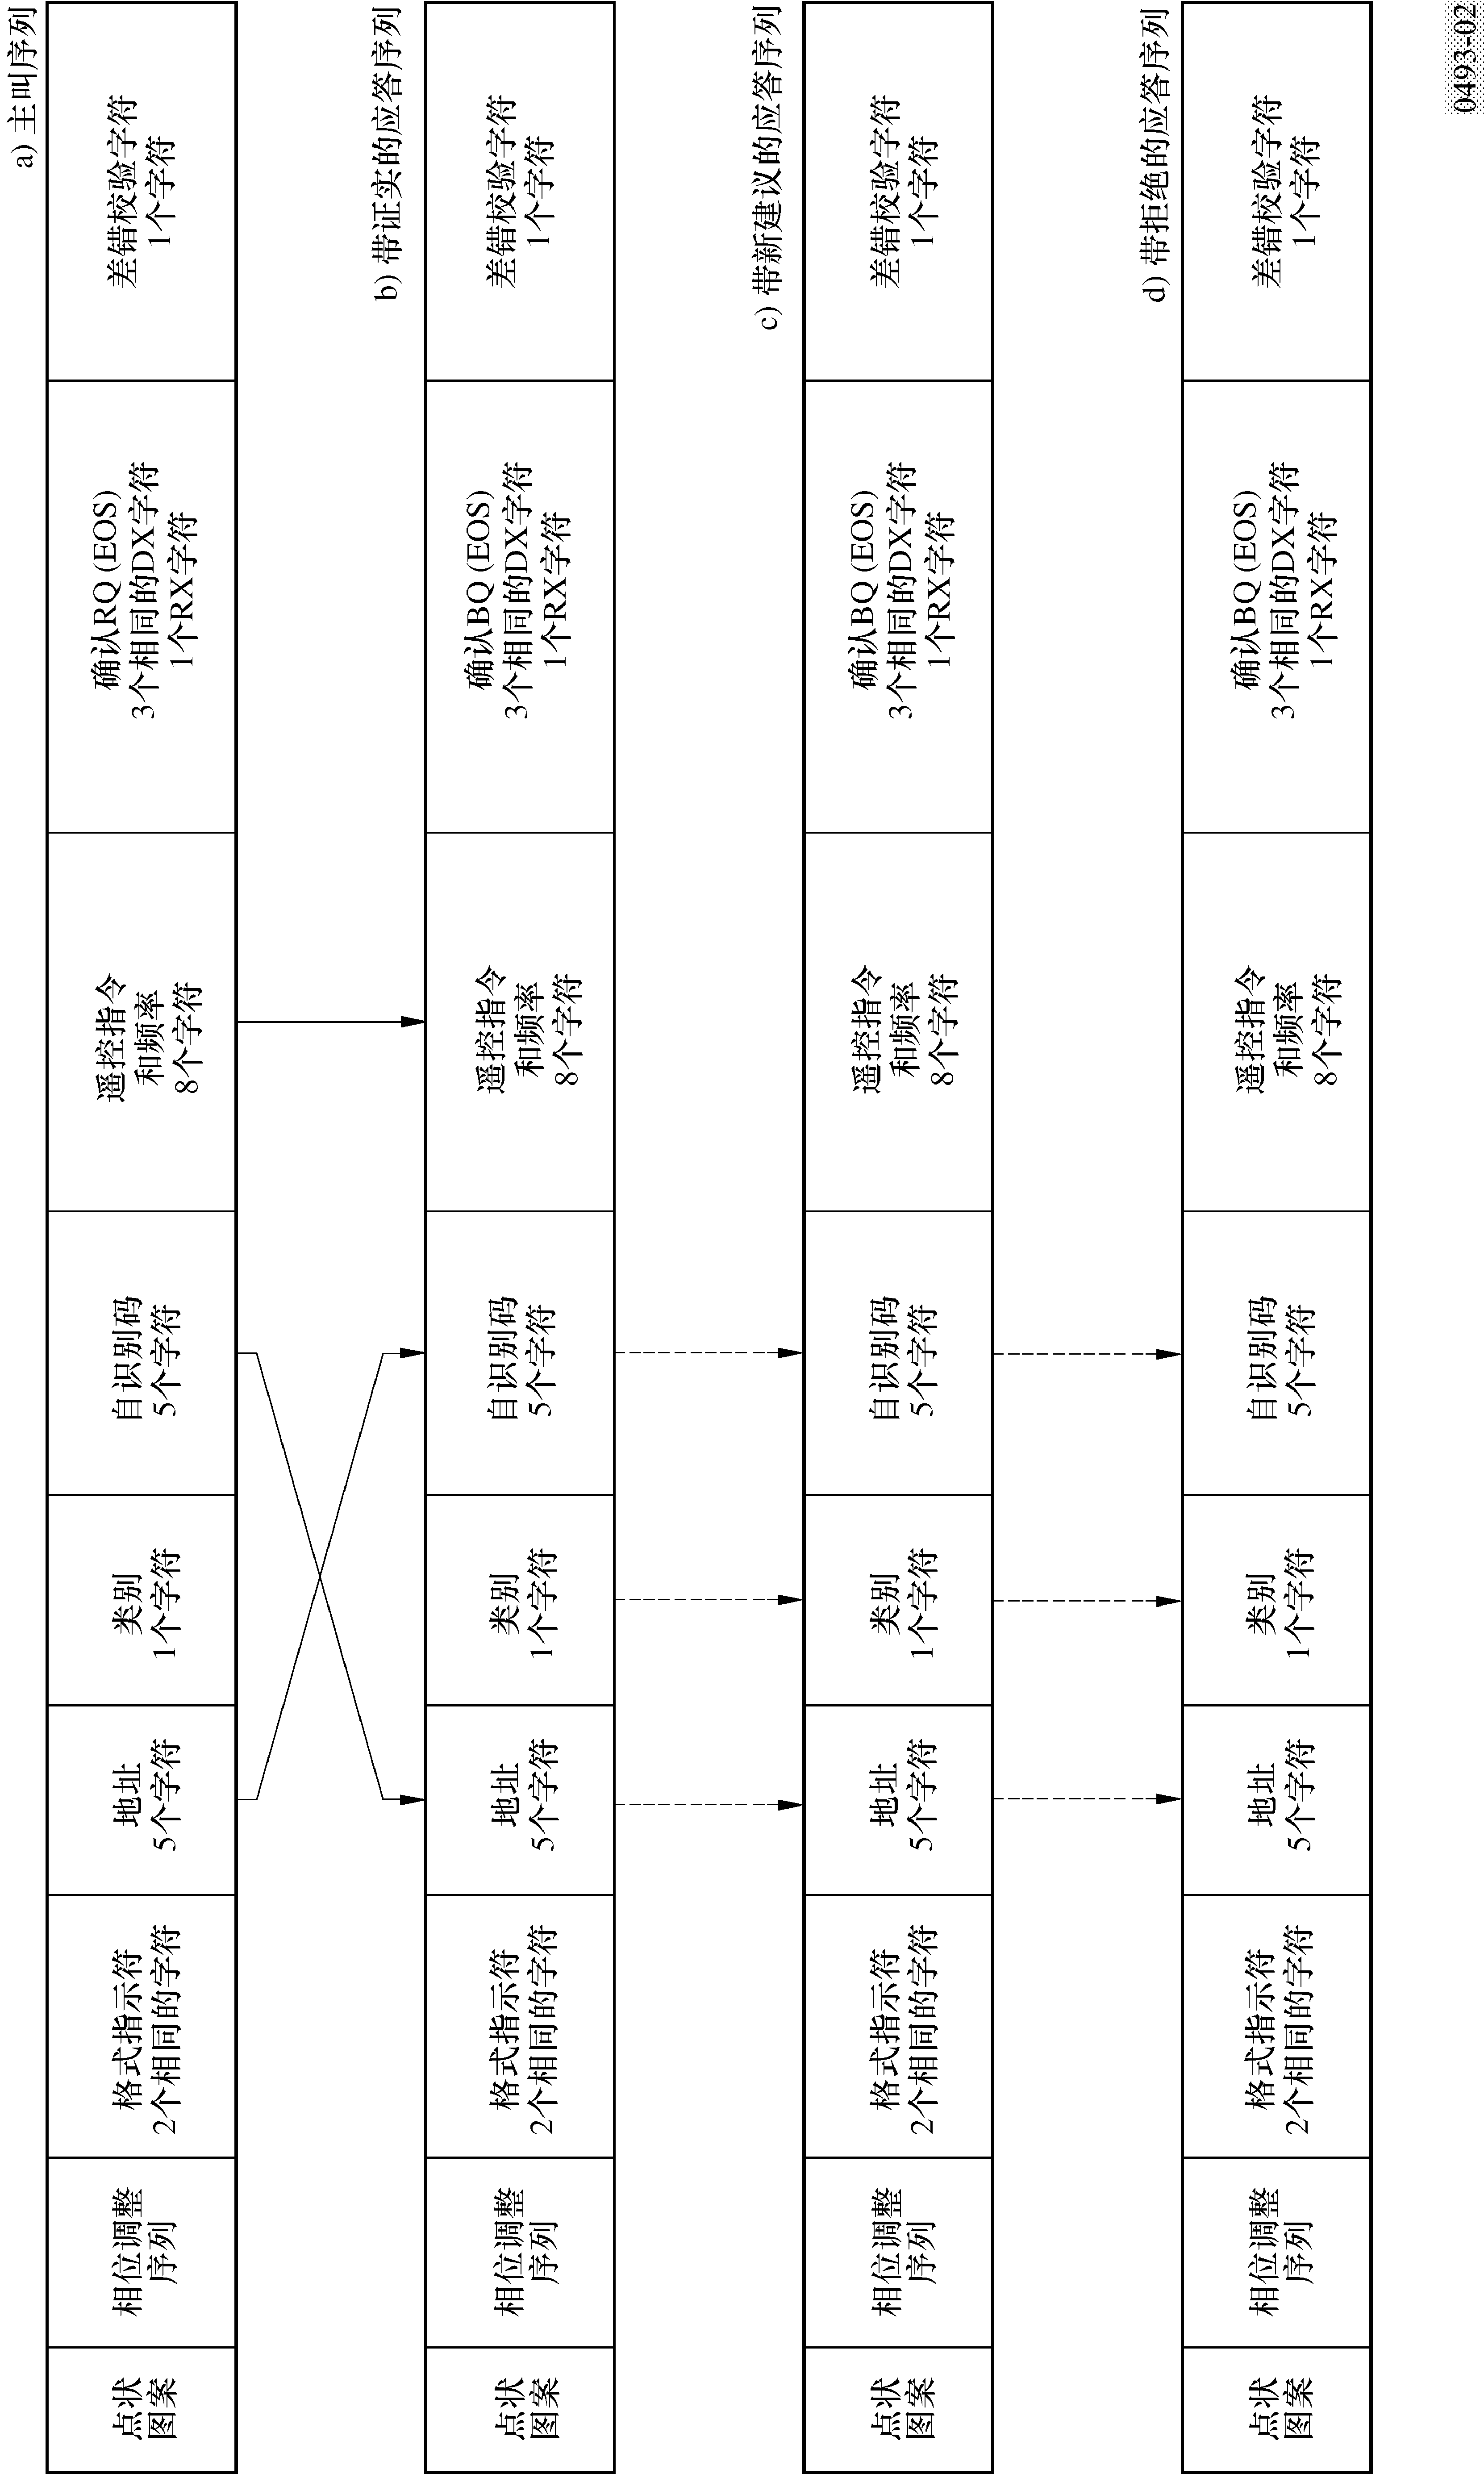 a) 主叫序列
点状
图案
相位调整
序列
格式指示符
2个相同的字符
地址
5个字符
类别
1个字符
自识别码
5个字符
遥控指令
和频率
8个字符
确认RQ (EOS)
3个相同的DX字符
1个RX字符
差错校验字符
1个字符
b) 带证实的应答序列
点状
图案
相位调整
序列
格式指示符
2个相同的字符
地址
5个字符
类别
1个字符
自识别码
5个字符
遥控指令
和频率
8个字符
确认BQ (EOS)
3个相同的DX字符
1个RX字符
差错校验字符
1个字符
c) 带新建议的应答序列
点状
图案
相位调整
序列
格式指示符
2个相同的字符
地址
5个字符
类别
1个字符
自识别码
5个字符
遥控指令
和频率
8个字符
确认BQ (EOS)
3个相同的DX字符
1个RX字符
差错校验字符
1个字符
d) 带拒绝的应答序列
点状
图案
相位调整
序列
格式指示符
2个相同的字符
地址
5个字符
类别
1个字符
自识别码
5个字符
遥控指令
和频率
8个字符
确认BQ (EOS)
3个相同的DX字符
1个RX字符
差错校验字符
1个字符
0493-02